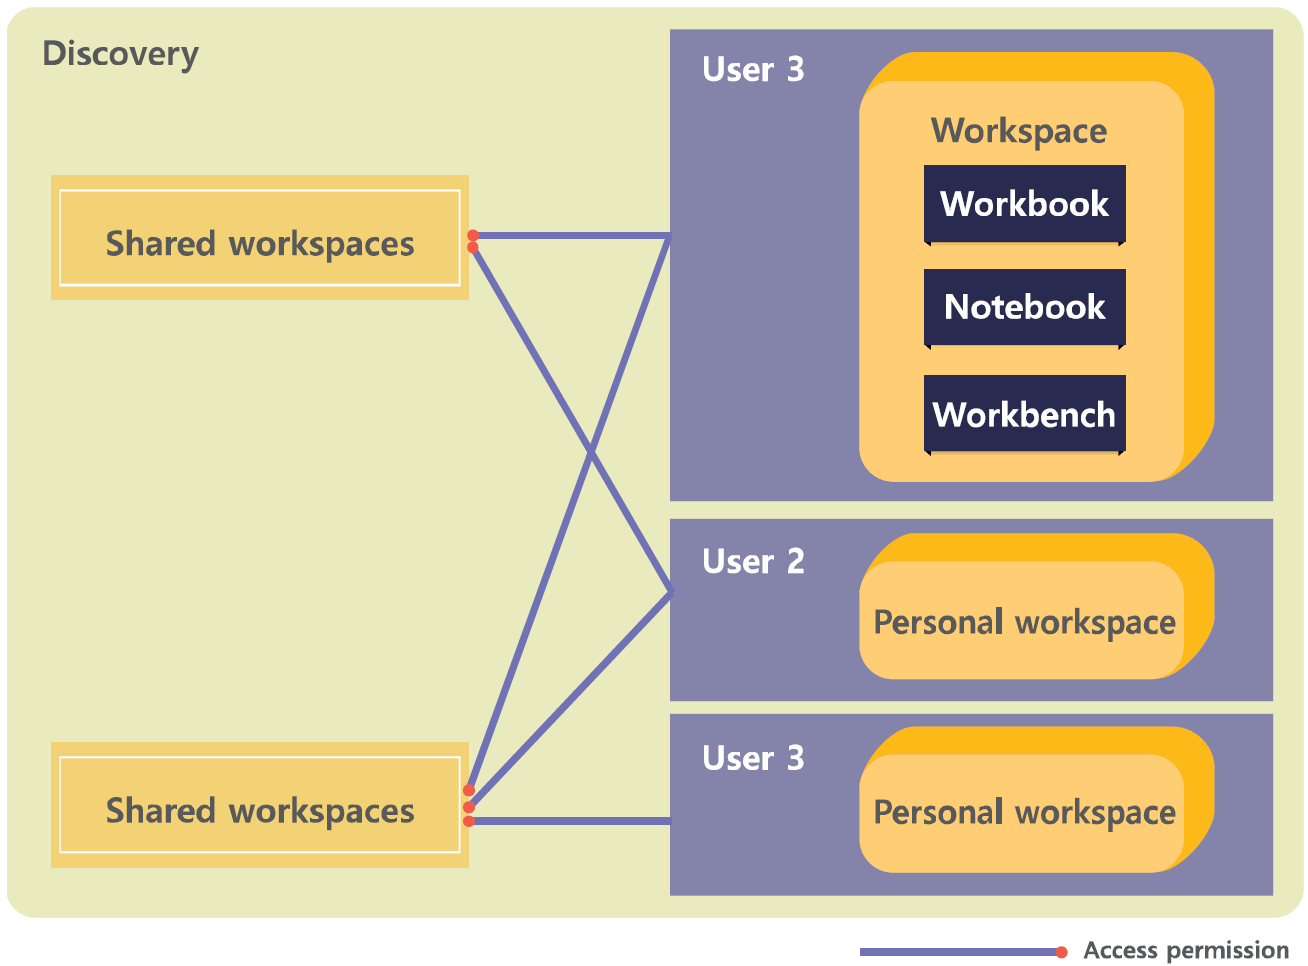 Discovery
Shared workspaces
Shared workspaces
User 3
Workspace
Workbook
Notebook
Workbench
User 2
Personal workspace
User 3
Personal workspace
Access permission